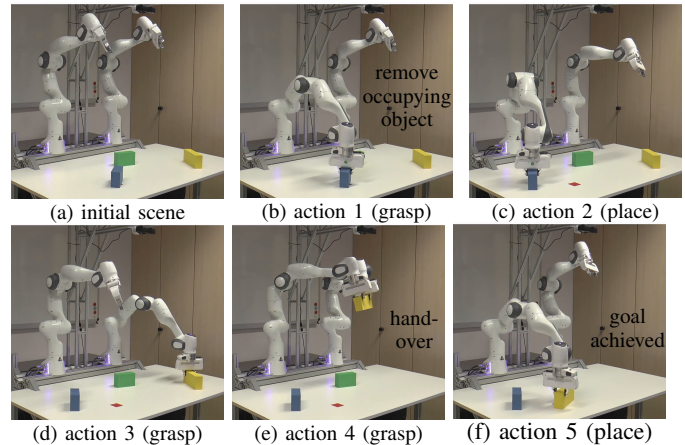 remove
occupying
object
(a) initial scene
(b) action 1 (grasp)
(c) action 2 (place)
hand-
over
goal
achieved
(d) action 3 (grasp)
(e) action 4 (grasp)
(f) action 5 (place)